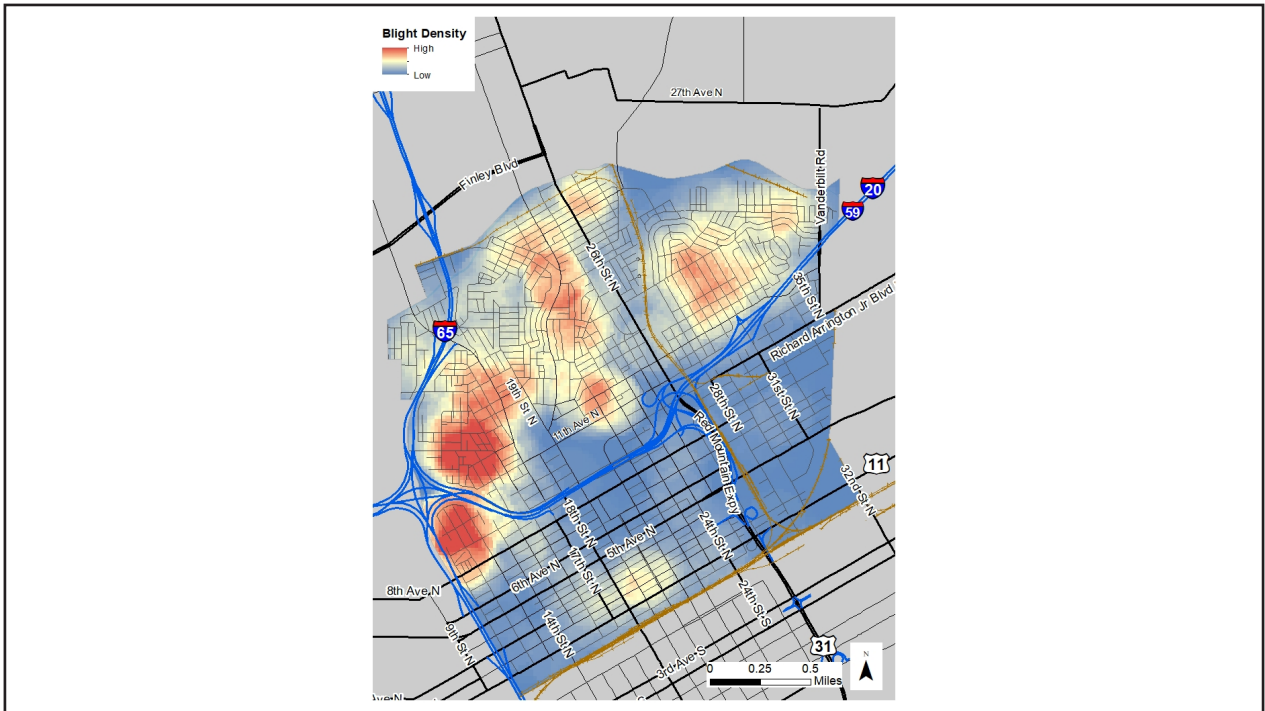 Blight Density
High
Low
27th Ave N
Finley Blvd
Vanderbilt Rd
20
59
26th St N
35th St N
Richard Arrington Jr Blvd
65
19th St N
11th Ave N
28th St N
31st St N
Red Mountain Expy
11
32nd St N
18th St N
24th St N
5th Ave N
17th St N
6th Ave N
8th Ave N
24th St S
14th St N
9th St N
31
N
3rd Ave S
0 0.25 0.5
Miles
Ave N